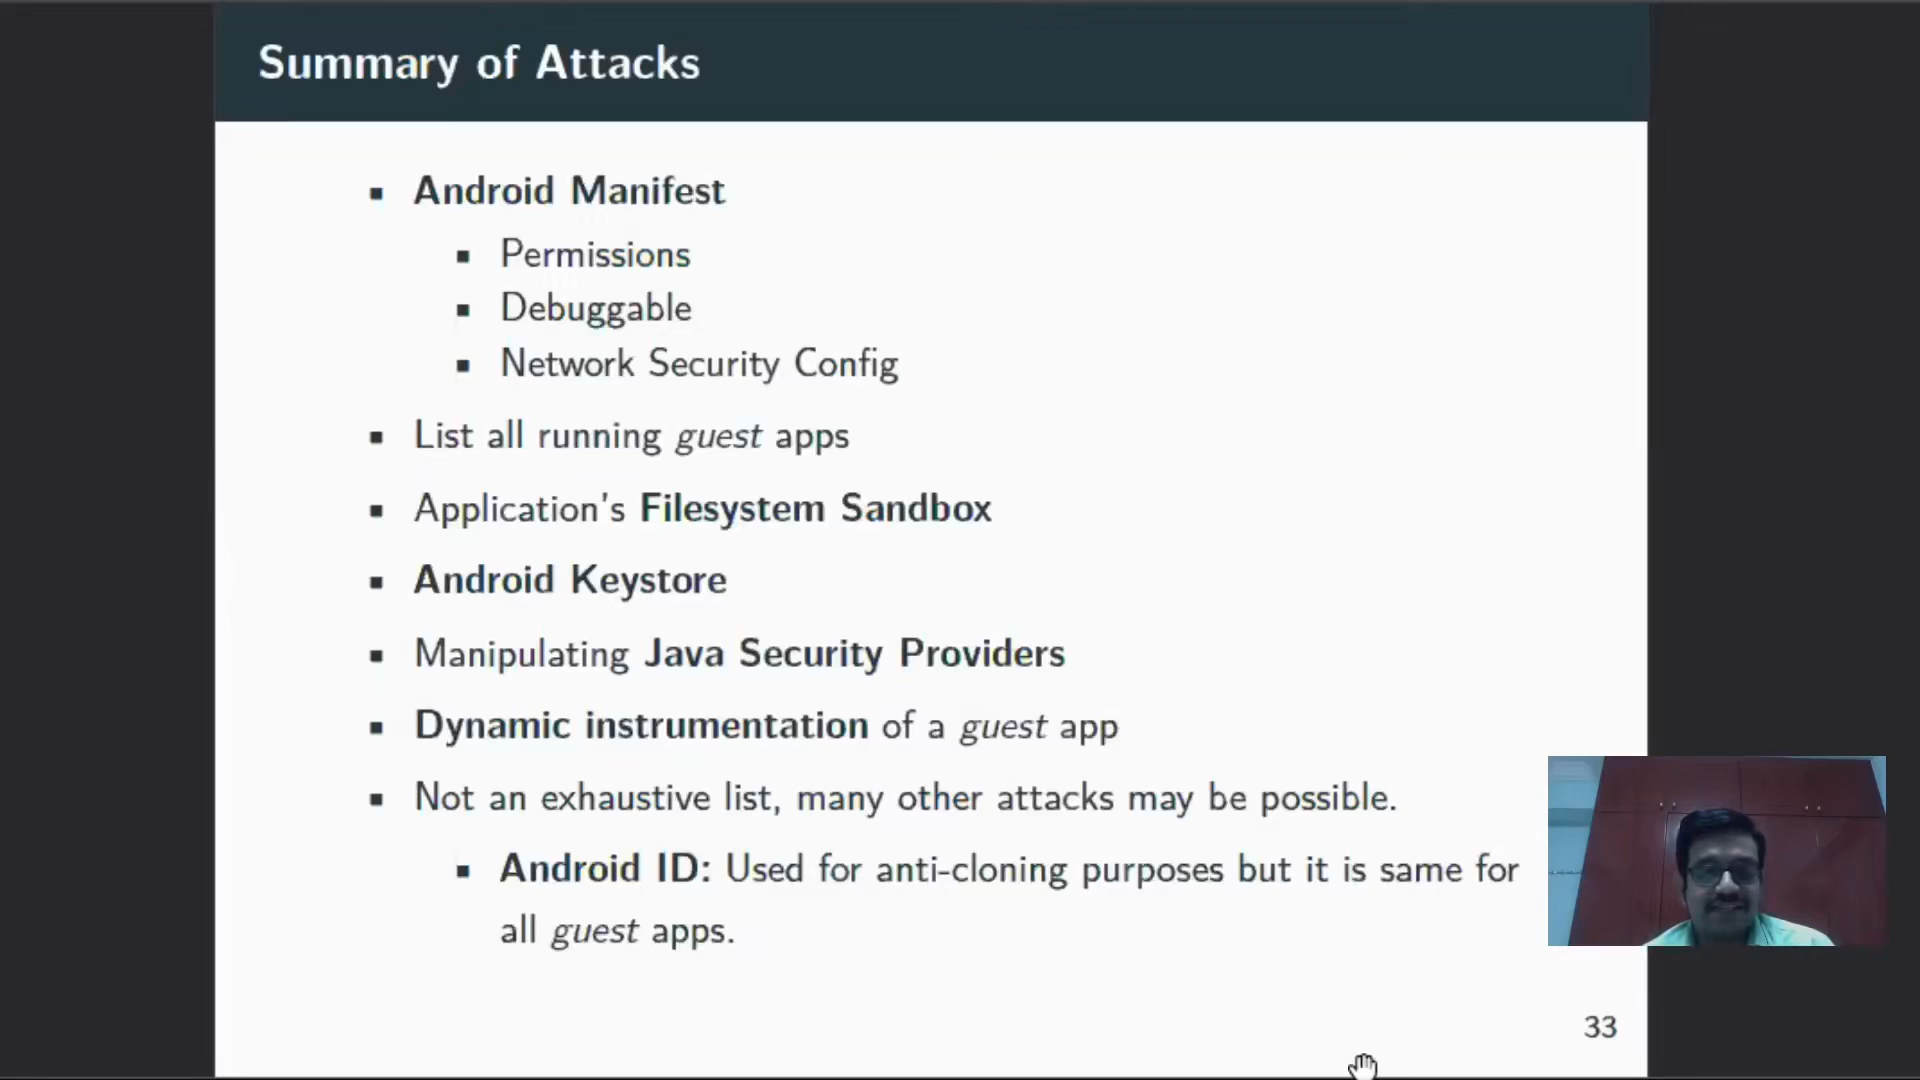 Summary of Attacks
Android Manifest
Permissions
Debuggable
Network Security Config
List all running guest apps
Application's Filesystem Sandbox
Android Keystore
Manipulating Java Security Providers
Dynamic instrumentation of a guest app
Not an exhaustive list, many other attacks may be possible.
Android ID: Used for anti-cloning purposes but it is same for
all guest apps.
33